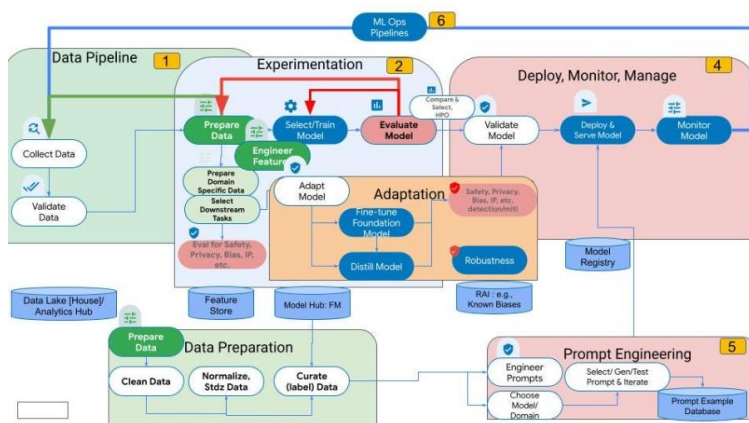 ML Ops
Pipelines
6
Data Pipeline
1
Experimentation
2
Deploy, Monitor, Manage
4
Compare &
Select,
HPO
Collect Data
Validate
Data
Prepare
Data
Engineer
Feature
Select/Train
Model
Evaluate
Model
Validate
Model
Deploy &
Serve Model
Monitor
Model
Prepare
Domain
Specific Data
Select
Downstream
Tasks
Eval for Safety,
Privacy, Bias, IP,
etc.
Adapt
Model
Adaptation
Fine-tune
Foundation
Model
Distill Model
Safety, Privacy,
Bias, IP, etc.
detection/miti
Robustness
Data Lake [House]/
Analytics Hub
Feature
Store
Model Hub: FM
RAI : e.g.,
Known Biases
Model
Registry
Prepare
Data
Data Preparation
Clean Data
Normalize,
Stdz Data
Curate
(label) Data
5
Prompt Engineering
Engineer
Prompts
Choose
Model/
Domain
Select/ Gen/Test
Prompt & Iterate
Prompt Example
Database